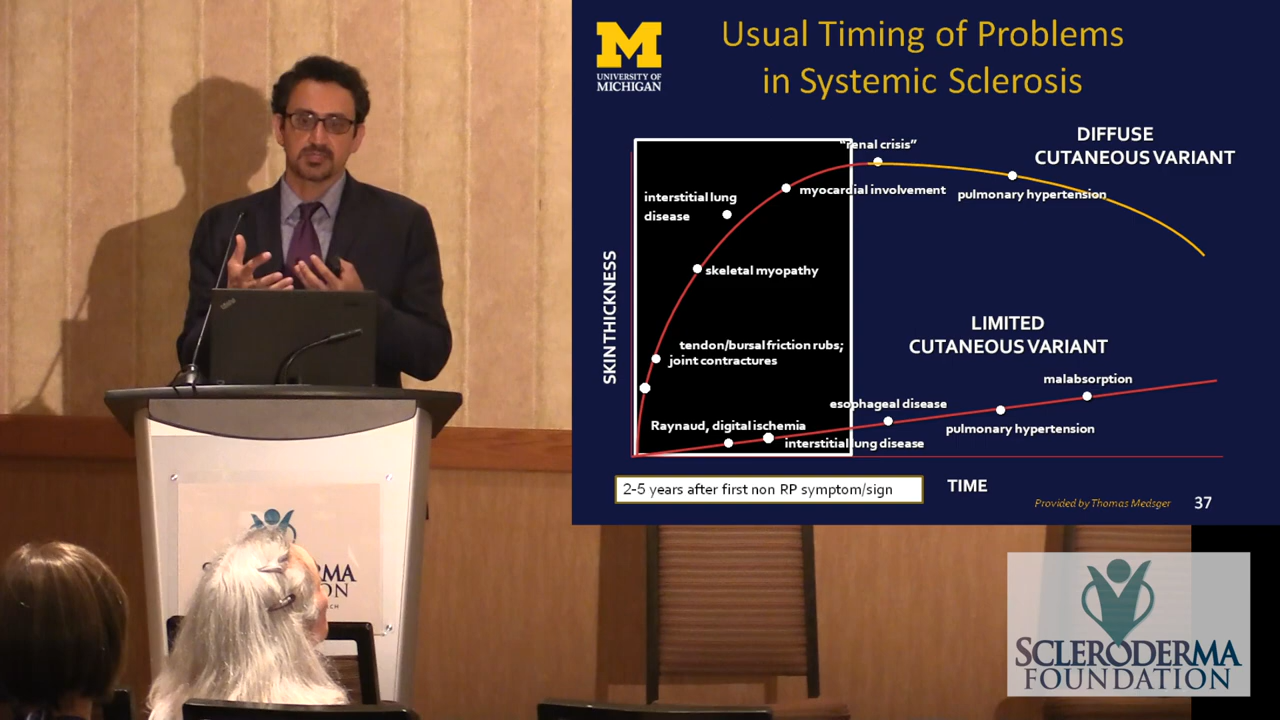 M
UNIVERSITY OF
MICHIGAN
Usual Timing of Problems
in Systemic Sclerosis
DIFFUSE
CUTANEOUS VARIANT
"renal crisis"
interstitial lung
disease
myocardial involvement
pulmonary hypertension
skeletal myopathy
SKIN THICKNESS
LIMITED
CUTANEOUS VARIANT
tendon/bursal friction rubs;
joint contractures
malabsorption
esophageal disease
Raynaud, digital ischemia
pulmonary hypertension
interstitial lung disease
2-5 years after first non RP symptom/sign
TIME
Provided by Thomas Medsger
37
SCLERODERMA
FOUNDATION